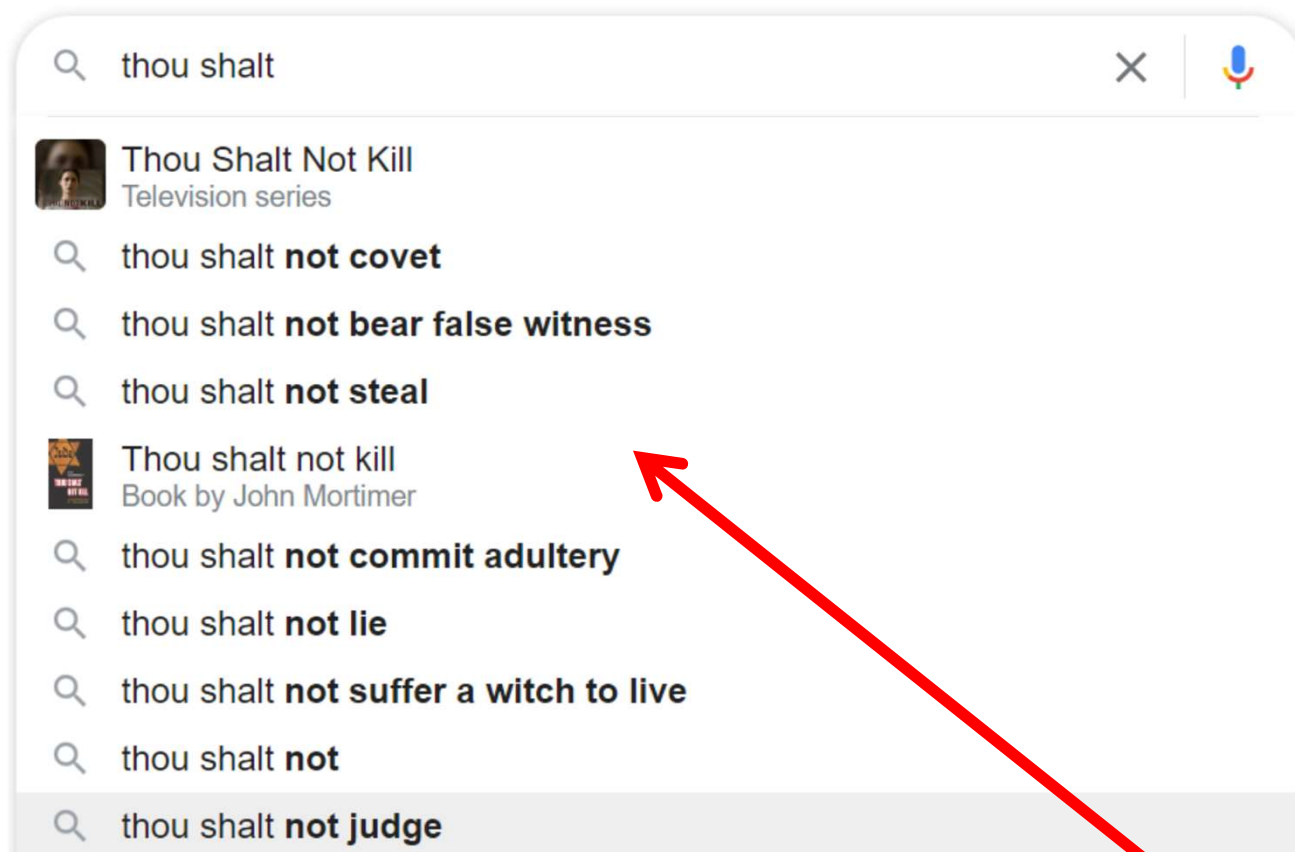 thou shalt
Thou Shalt Not Kill
Television series
thou shalt not covet
thou shalt not bear false witness
thou shalt not steal
Thou shalt not kill
Book by John Mortimer
thou shalt not commit adultery
thou shalt not lie
thou shalt not suffer a witch to live
thou shalt not
thou shalt not judge